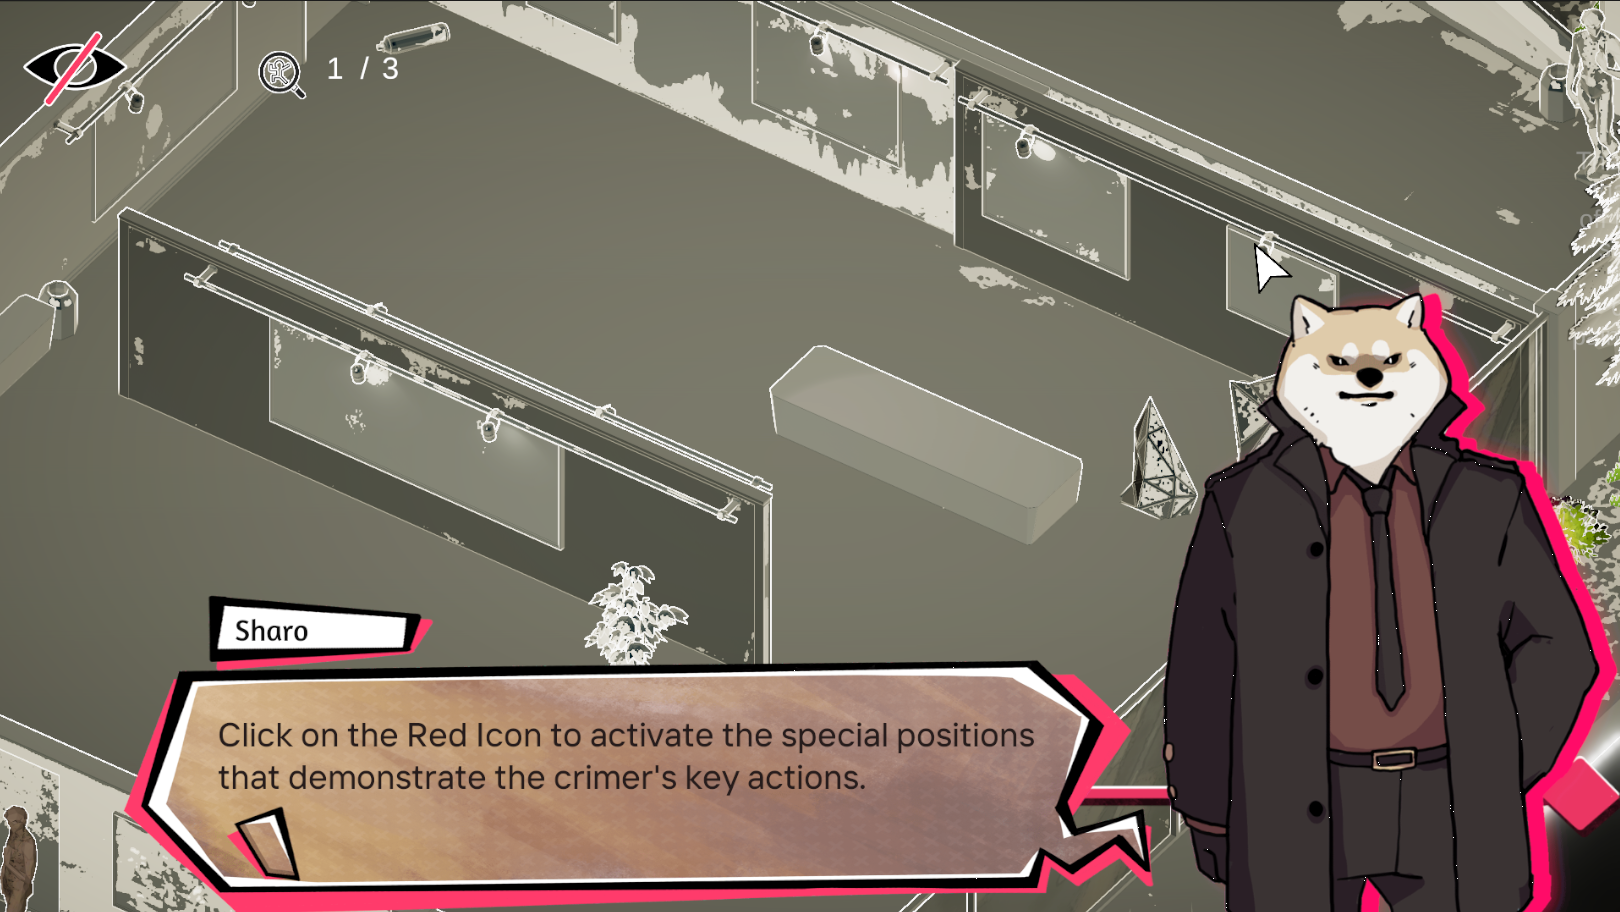 1 / 3
Sharo
Click on the Red Icon to activate the special positions
that demonstrate the crimer's key actions.